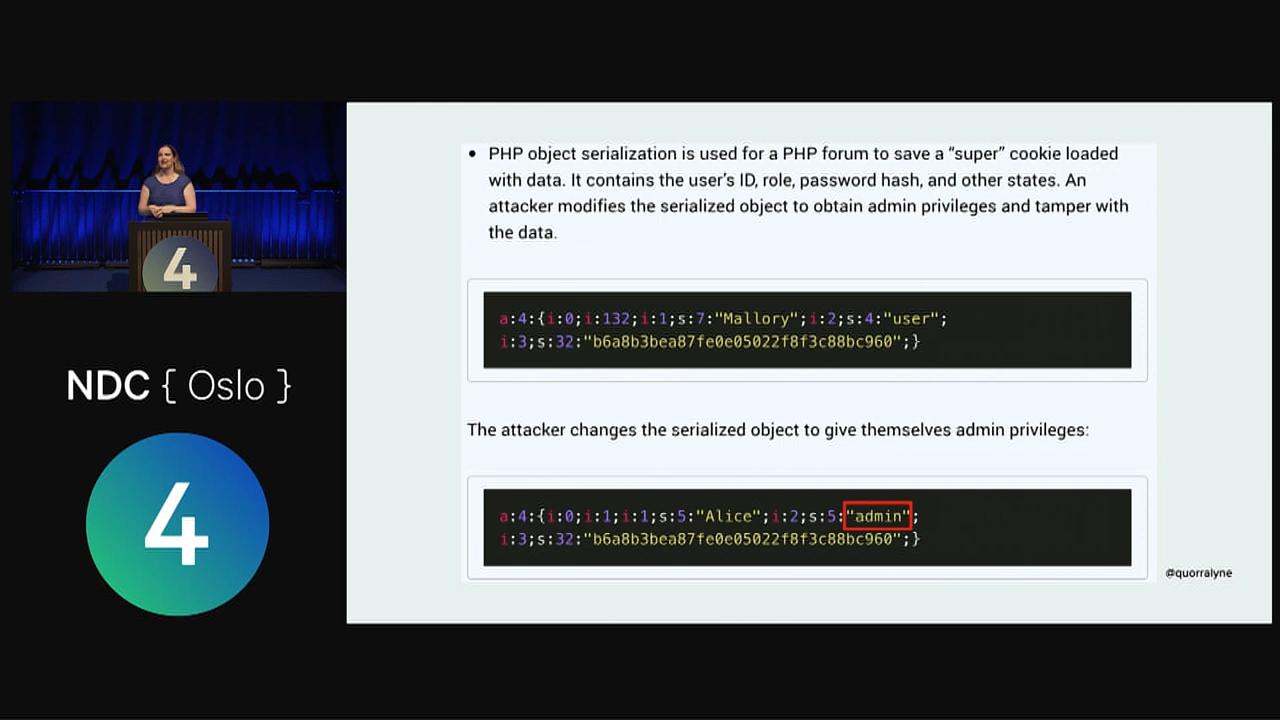 • PHP object serialization is used for a PHP forum to save a “super” cookie loaded
with data. It contains the user’s ID, role, password hash, and other states. An
attacker modifies the serialized object to obtain admin privileges and tamper with
the data.
a:4:{i:0;i:132;i:1;s:7:"Mallory";i:2;s:4:"user";
i:3;s:32:"b6a8b3bea87fe0e05022f8f3c88bc960";}
The attacker changes the serialized object to give themselves admin privileges:
a:4:{i:0;i:1;i:1;s:5:"Alice";i:2;s:5:"admin";
i:3;s:32:"b6a8b3bea87fe0e05022f8f3c88bc960";}
@quorralyne
4
NDC { Oslo }
4